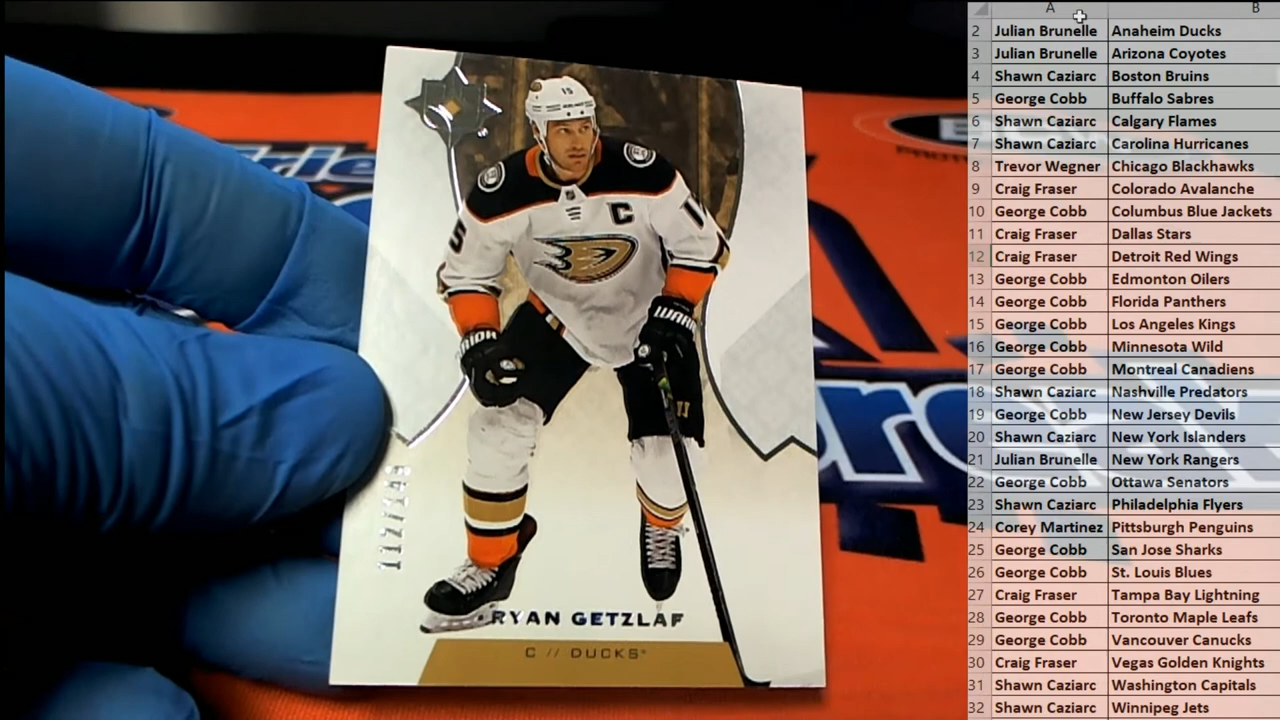 15
C
15
WARR
RIOR
112/149
RYAN GETZLAF
C // DUCKS
A B
2 Julian Brunelle Anaheim Ducks
3 Julian Brunelle Arizona Coyotes
4 Shawn Caziarc Boston Bruins
5 George Cobb Buffalo Sabres
6 Shawn Caziarc Calgary Flames
7 Shawn Caziarc Carolina Hurricanes
8 Trevor Wegner Chicago Blackhawks
9 Craig Fraser Colorado Avalanche
10 George Cobb Columbus Blue Jackets
11 Craig Fraser Dallas Stars
12 Craig Fraser Detroit Red Wings
13 George Cobb Edmonton Oilers
14 George Cobb Florida Panthers
15 George Cobb Los Angeles Kings
16 George Cobb Minnesota Wild
17 George Cobb Montreal Canadiens
18 Shawn Caziarc Nashville Predators
19 George Cobb New Jersey Devils
20 Shawn Caziarc New York Islanders
21 Julian Brunelle New York Rangers
22 George Cobb Ottawa Senators
23 Shawn Caziarc Philadelphia Flyers
24 Corey Martinez Pittsburgh Penguins
25 George Cobb San Jose Sharks
26 George Cobb St. Louis Blues
27 Craig Fraser Tampa Bay Lightning
28 George Cobb Toronto Maple Leafs
29 George Cobb Vancouver Canucks
30 Craig Fraser Vegas Golden Knights
31 Shawn Caziarc Washington Capitals
32 Shawn Caziarc Winnipeg Jets